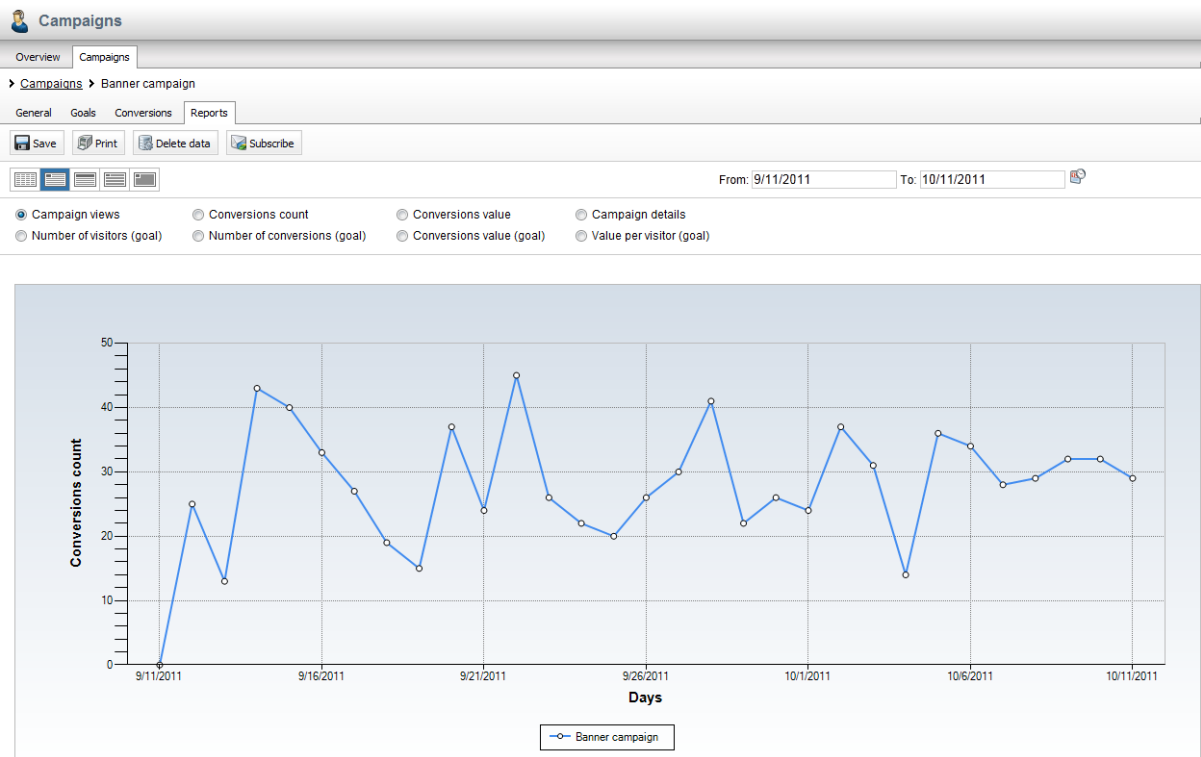 Campaigns
Overview Campaigns
> Campaigns > Banner campaign
General Goals Conversions Reports
Save Print Delete data Subscribe
From: 9/11/2011 To: 10/11/2011
Campaign views Conversions count Conversions value Campaign details
Number of visitors (goal) Number of conversions (goal) Conversions value (goal) Value per visitor (goal)
50
40
30
20
10
0
Conversions count
9/11/2011 9/16/2011 9/21/2011 9/26/2011 10/1/2011 10/6/2011 10/11/2011
Days
Banner campaign